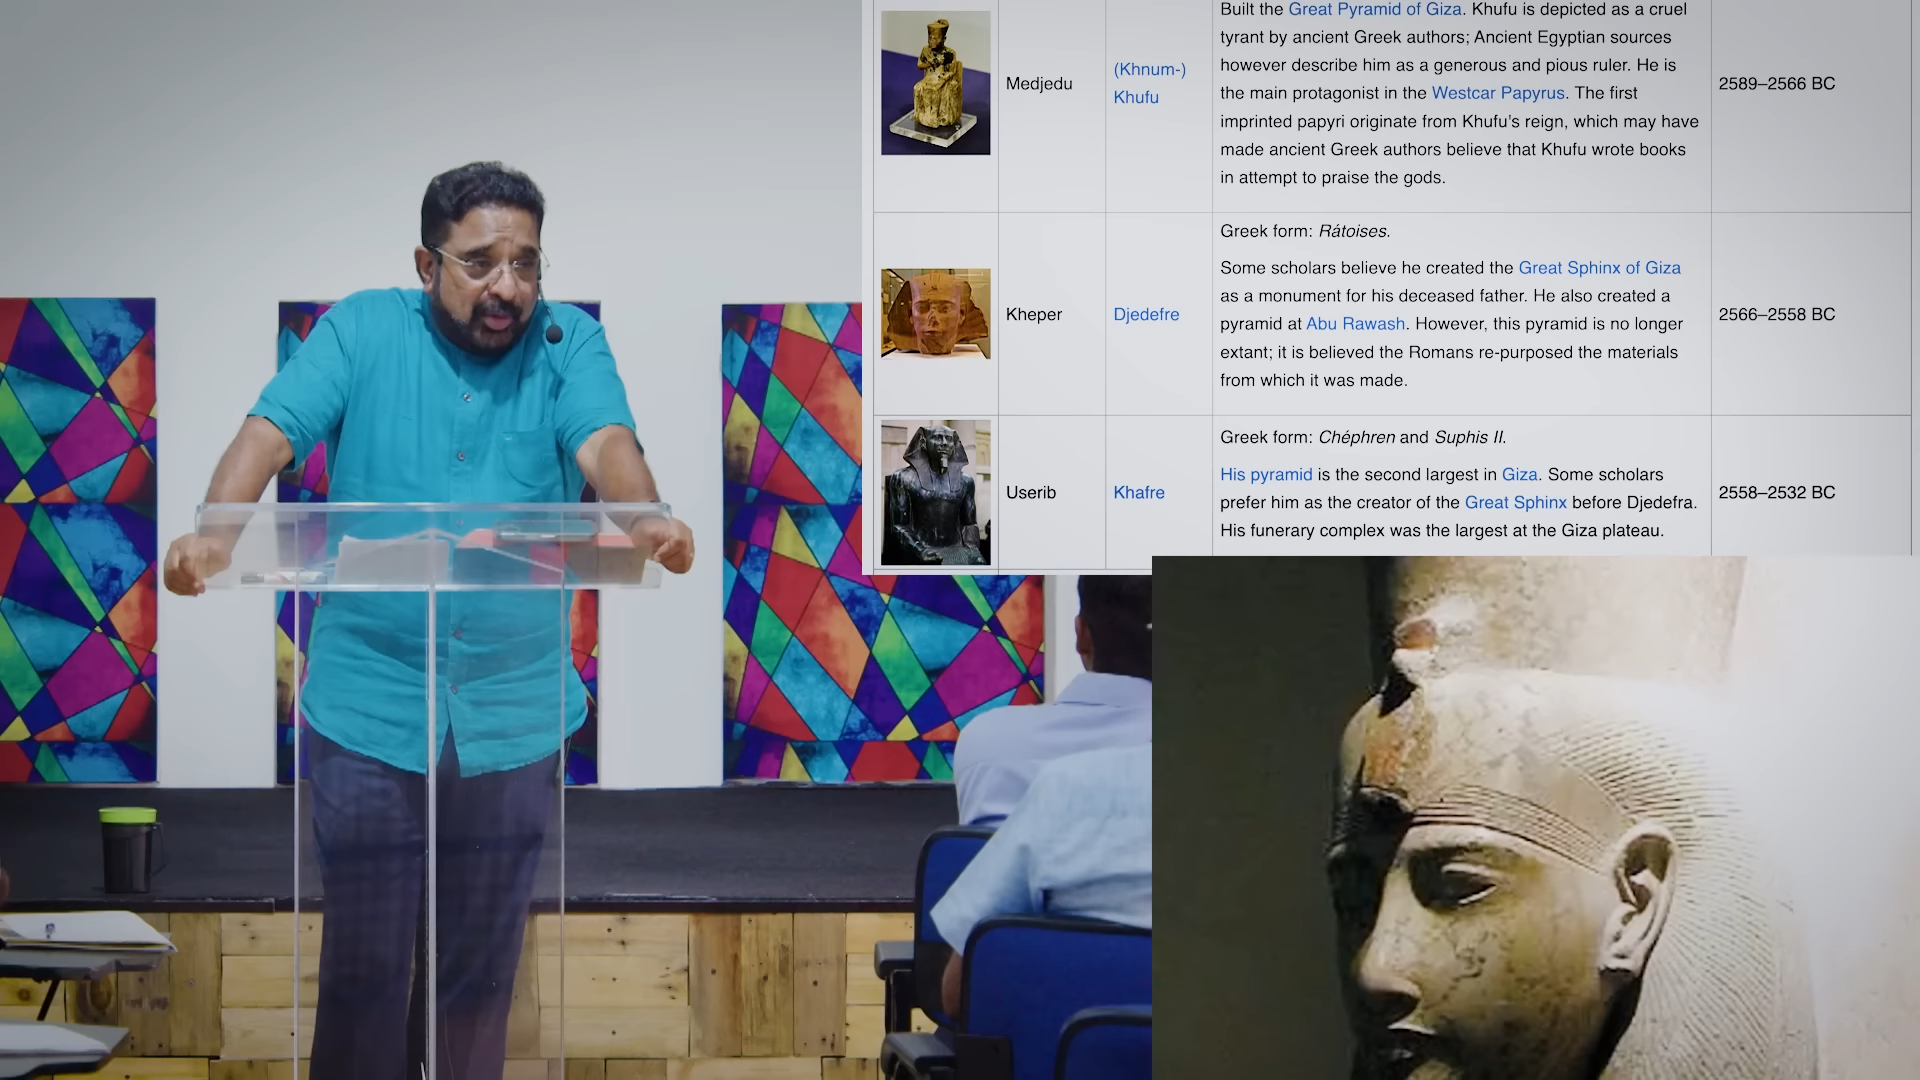 Built the Great Pyramid of Giza. Khufu is depicted as a cruel
tyrant by ancient Greek authors; Ancient Egyptian sources
however describe him as a generous and pious ruler. He is
the main protagonist in the Westcar Papyrus. The first
imprinted papyri originate from Khufu's reign, which may have
made ancient Greek authors believe that Khufu wrote books
in attempt to praise the gods.
Medjedu
(Khnum-)
Khufu
2589–2566 BC
Greek form: Rátoises.
Some scholars believe he created the Great Sphinx of Giza
as a monument for his deceased father. He also created a
pyramid at Abu Rawash. However, this pyramid is no longer
extant; it is believed the Romans re-purposed the materials
from which it was made.
Kheper
Djedefre
2566–2558 BC
Greek form: Chéphren and Suphis II.
His pyramid is the second largest in Giza. Some scholars
prefer him as the creator of the Great Sphinx before Djedefra.
His funerary complex was the largest at the Giza plateau.
Userib
Khafre
2558–2532 BC